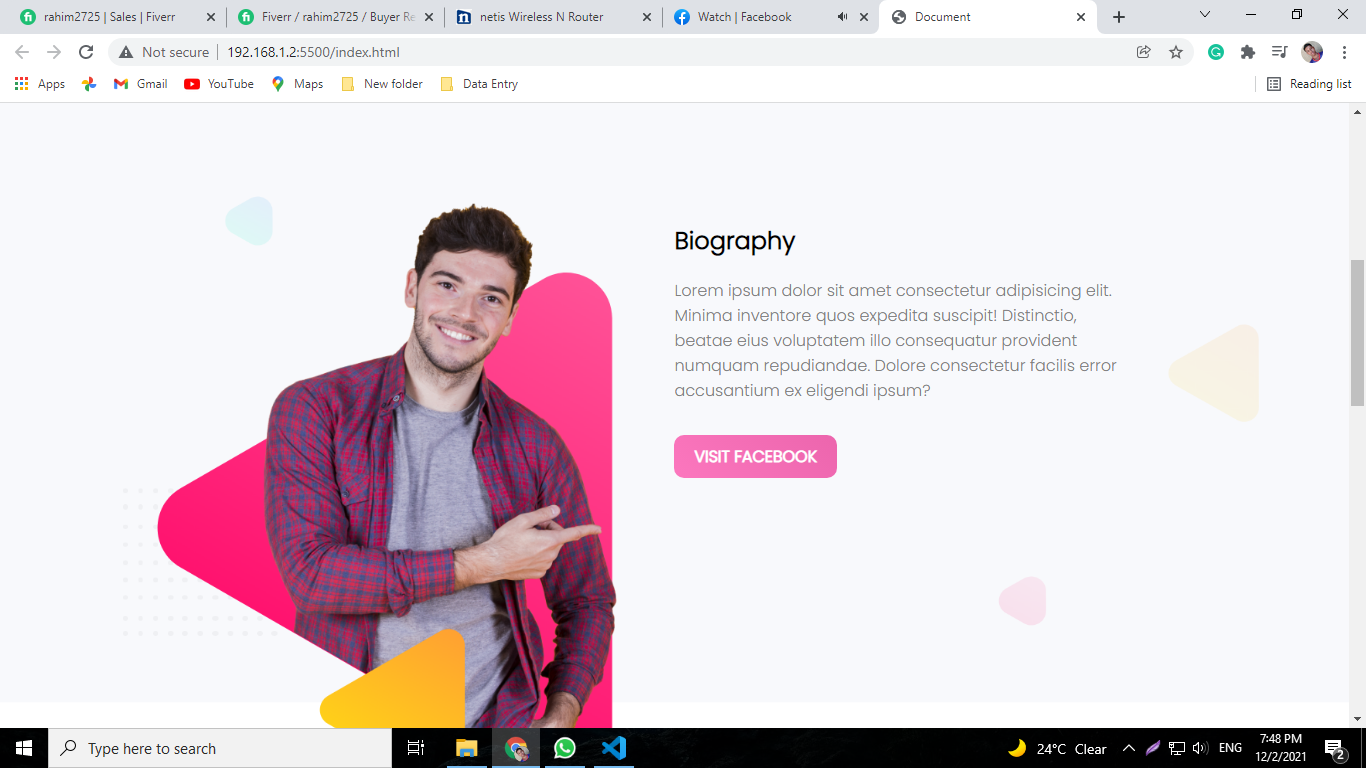 rahim2725 | Sales | Fiverr
Fiverr / rahim2725 / Buyer Re
netis Wireless N Router
Watch | Facebook
Document
Not secure
192.168.1.2:5500/index.html
Apps
Gmail
YouTube
Maps
New folder
Data Entry
Reading list
Biography
Lorem ipsum dolor sit amet consectetur adipisicing elit.
Minima inventore quos expedita suscipit! Distinctio,
beatae eius voluptatem illo consequatur provident
numquam repudiandae. Dolore consectetur facilis error
accusantium ex eligendi ipsum?
VISIT FACEBOOK
Type here to search
24°C Clear
ENG
7:48 PM
12/2/2021
2